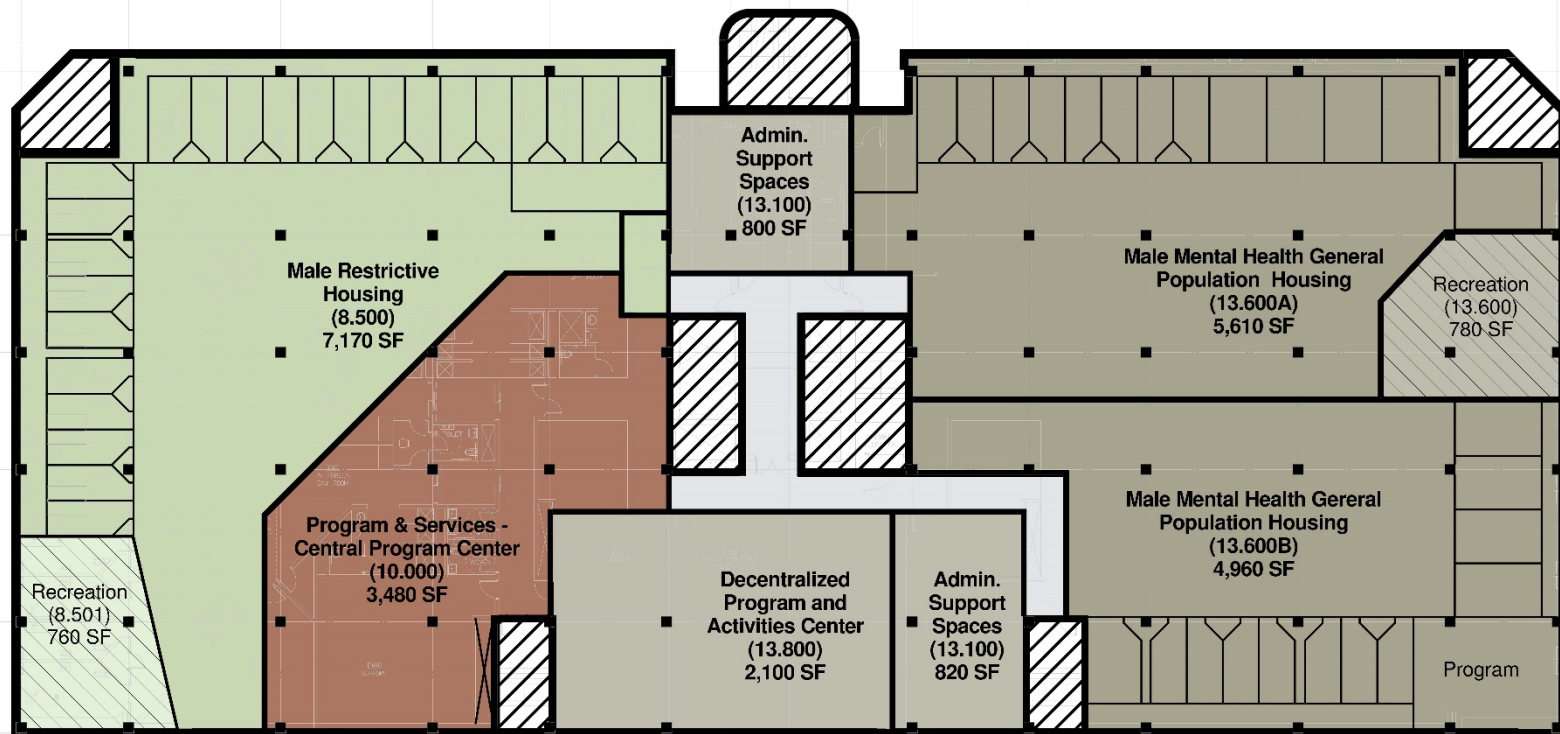 Admin.
Support
Spaces
(13.100)
800 SF
Male Restrictive
Housing
(8.500)
7,170 SF
Male Mental Health General
Population Housing
(13.600A)
5,610 SF
Recreation
(13.600)
780 SF
Program & Services -
Central Program Center
(10.000)
3,480 SF
Male Mental Health Gereral
Population Housing
(13.600B)
4,960 SF
Recreation
(8.501)
760 SF
Decentralized
Program and
Activities Center
(13.800)
2,100 SF
Admin.
Support
Spaces
(13.100)
820 SF
Program